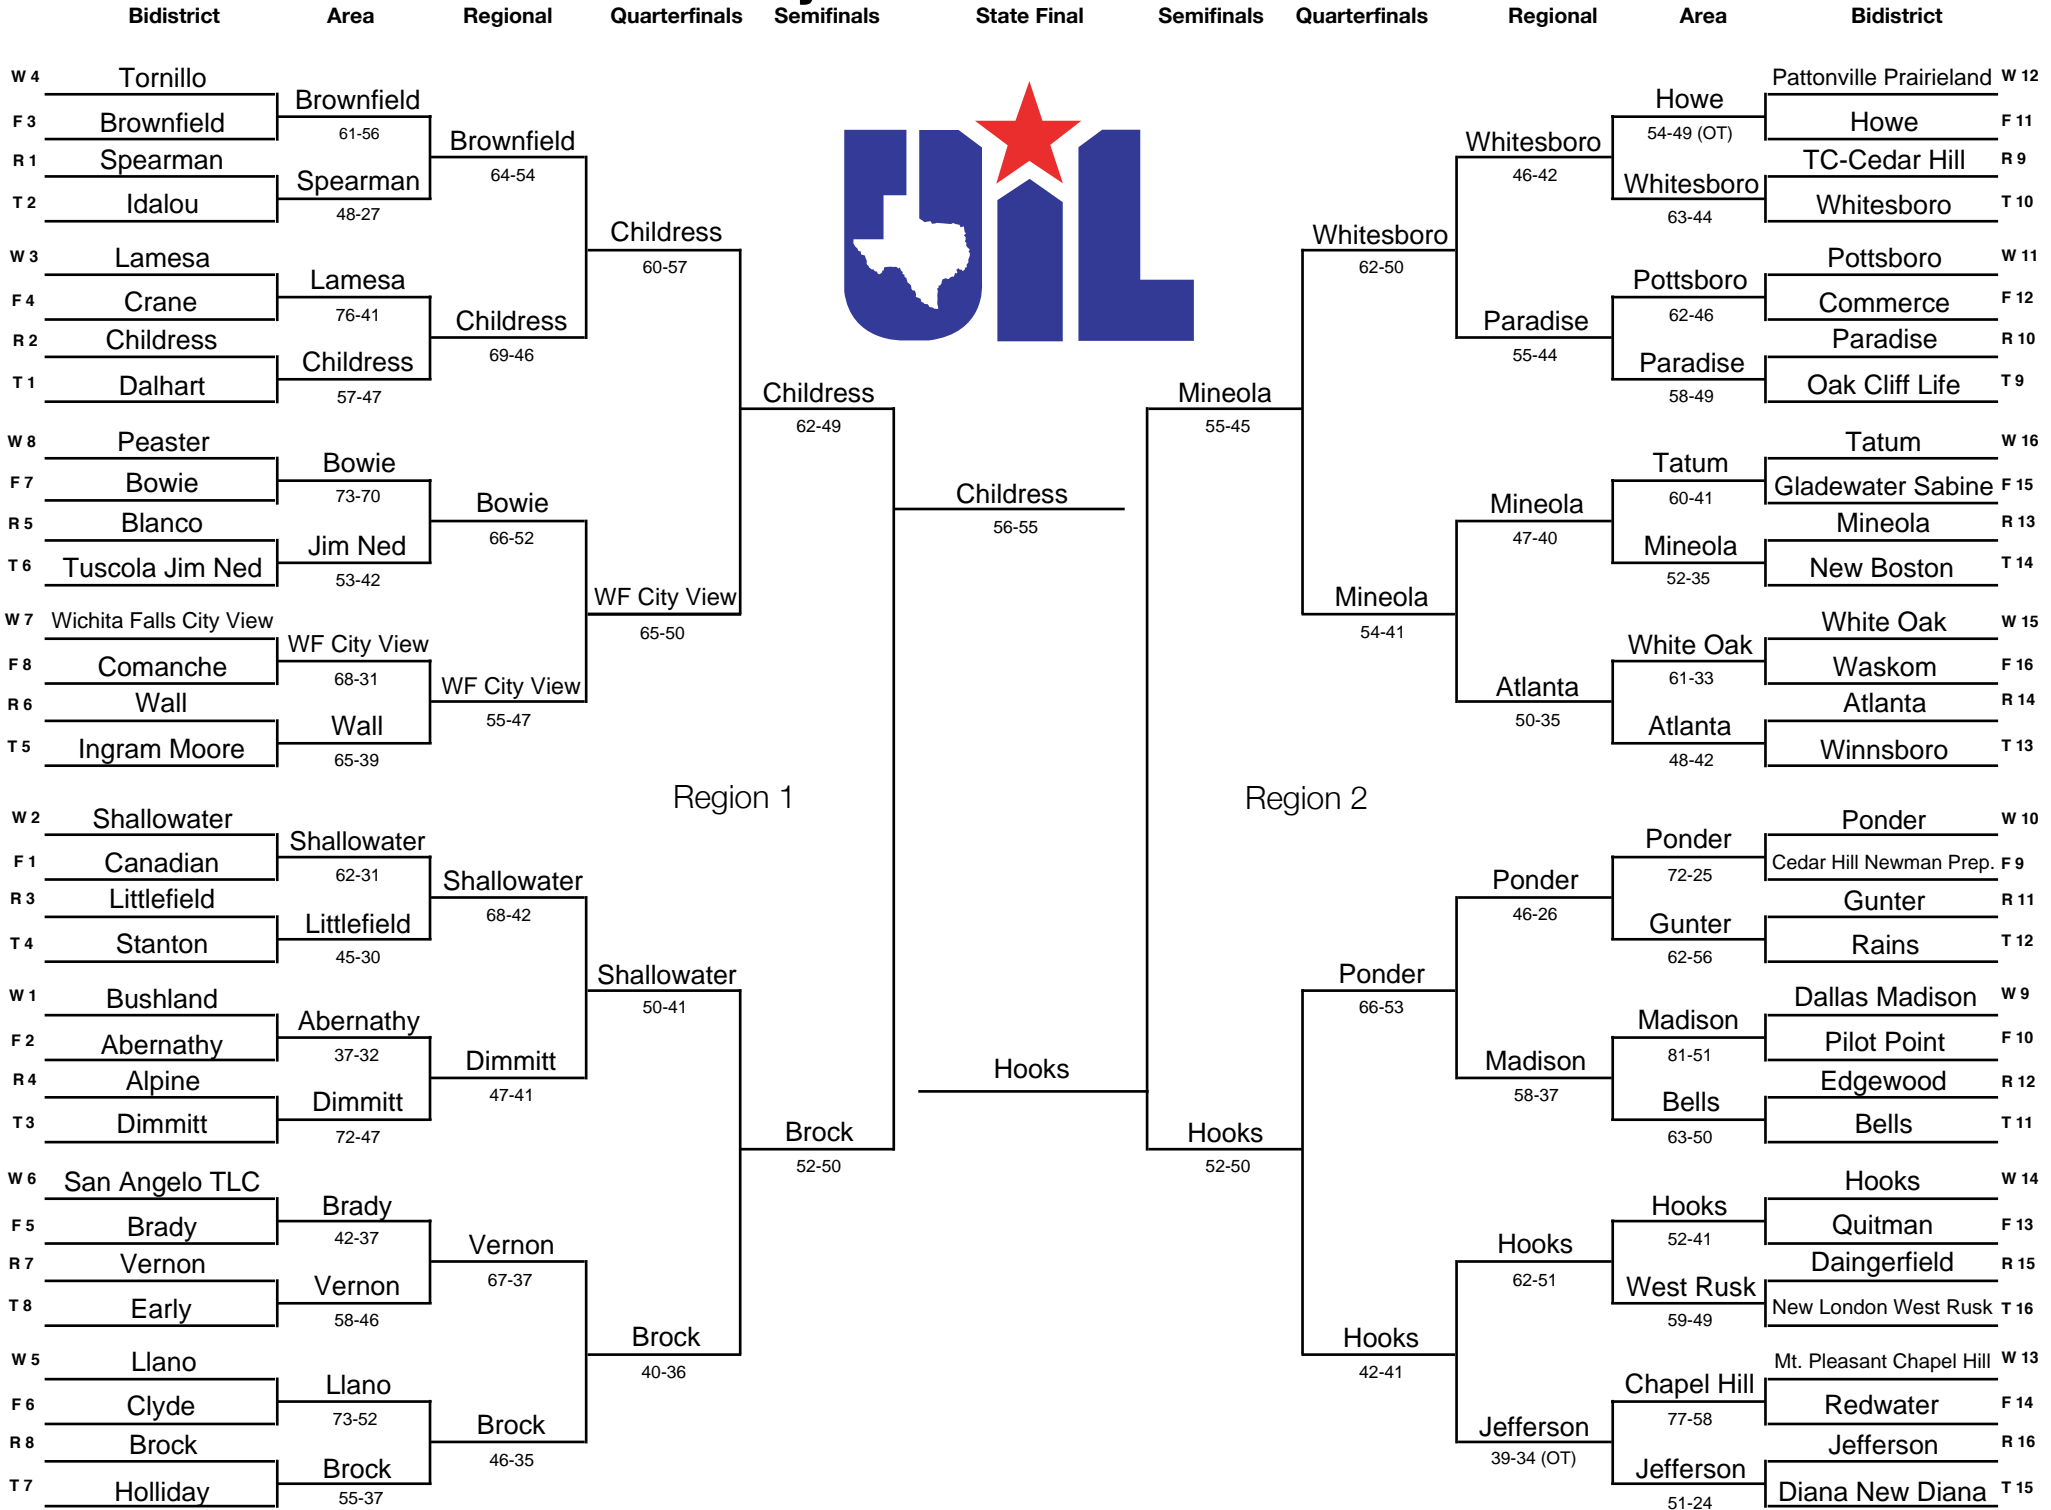 Bidistrict Area Regional Quarterfinals Semifinals State Final Semifinals Quarterfinals Regional Area Bidistrict
W 4 Tornillo
Brownfield
F 3 Brownfield
61-56
Brownfield
64-54
R 1 Spearman
Spearman
T 2 Idalou
48-27
Childress
60-57
W 3 Lamesa
Lamesa
F 4 Crane
76-41
Childress
69-46
R 2 Childress
Childress
T 1 Dalhart
57-47
Childress
62-49
W 8 Peaster
Bowie
F 7 Bowie
73-70
Bowie
66-52
R 5 Blanco
Jim Ned
T 6 Tuscola Jim Ned
53-42
WF City View
65-50
W 7 Wichita Falls City View
WF City View
F 8 Comanche
68-31
WF City View
55-47
R 6 Wall
Wall
T 5 Ingram Moore
65-39
Region 1
W 2 Shallowater
Shallowater
F 1 Canadian
62-31
Shallowater
68-42
R 3 Littlefield
Littlefield
T 4 Stanton
45-30
Shallowater
50-41
W 1 Bushland
Abernathy
F 2 Abernathy
37-32
Dimmitt
47-41
R 4 Alpine
Dimmitt
T 3 Dimmitt
72-47
Brock
52-50
W 6 San Angelo TLC
Brady
F 5 Brady
42-37
Vernon
67-37
R 7 Vernon
Vernon
T 8 Early
58-46
Brock
40-36
W 5 Llano
Llano
F 6 Clyde
73-52
Brock
46-35
R 8 Brock
Brock
T 7 Holliday
55-37
UIL
Childress
56-55
Hooks
Pattonville Prairieland W 12
Howe
54-49 (OT)
Howe F 11
Whitesboro
46-42
TC-Cedar Hill R 9
Whitesboro
63-44
Whitesboro T 10
Whitesboro
62-50
Pottsboro W 11
Pottsboro
62-46
Commerce F 12
Paradise
55-44
Paradise R 10
Paradise
58-49
Oak Cliff Life T 9
Mineola
55-45
Tatum W 16
Tatum
60-41
Gladewater Sabine F 15
Mineola
47-40
Mineola R 13
Mineola
52-35
New Boston T 14
Mineola
54-41
White Oak W 15
White Oak
61-33
Waskom F 16
Atlanta
50-35
Atlanta R 14
Atlanta
48-42
Winnsboro T 13
Region 2
Ponder W 10
Ponder
72-25
Cedar Hill Newman Prep. F 9
Ponder
46-26
Gunter R 11
Gunter
62-56
Rains T 12
Ponder
66-53
Dallas Madison W 9
Madison
81-51
Pilot Point F 10
Madison
58-37
Edgewood R 12
Bells
63-50
Bells T 11
Hooks
52-50
Hooks W 14
Hooks
52-41
Quitman F 13
Hooks
62-51
Daingerfield R 15
West Rusk
59-49
New London West Rusk T 16
Hooks
42-41
Mt. Pleasant Chapel Hill W 13
Chapel Hill
77-58
Redwater F 14
Jefferson
39-34 (OT)
Jefferson R 16
Jefferson
51-24
Diana New Diana T 15